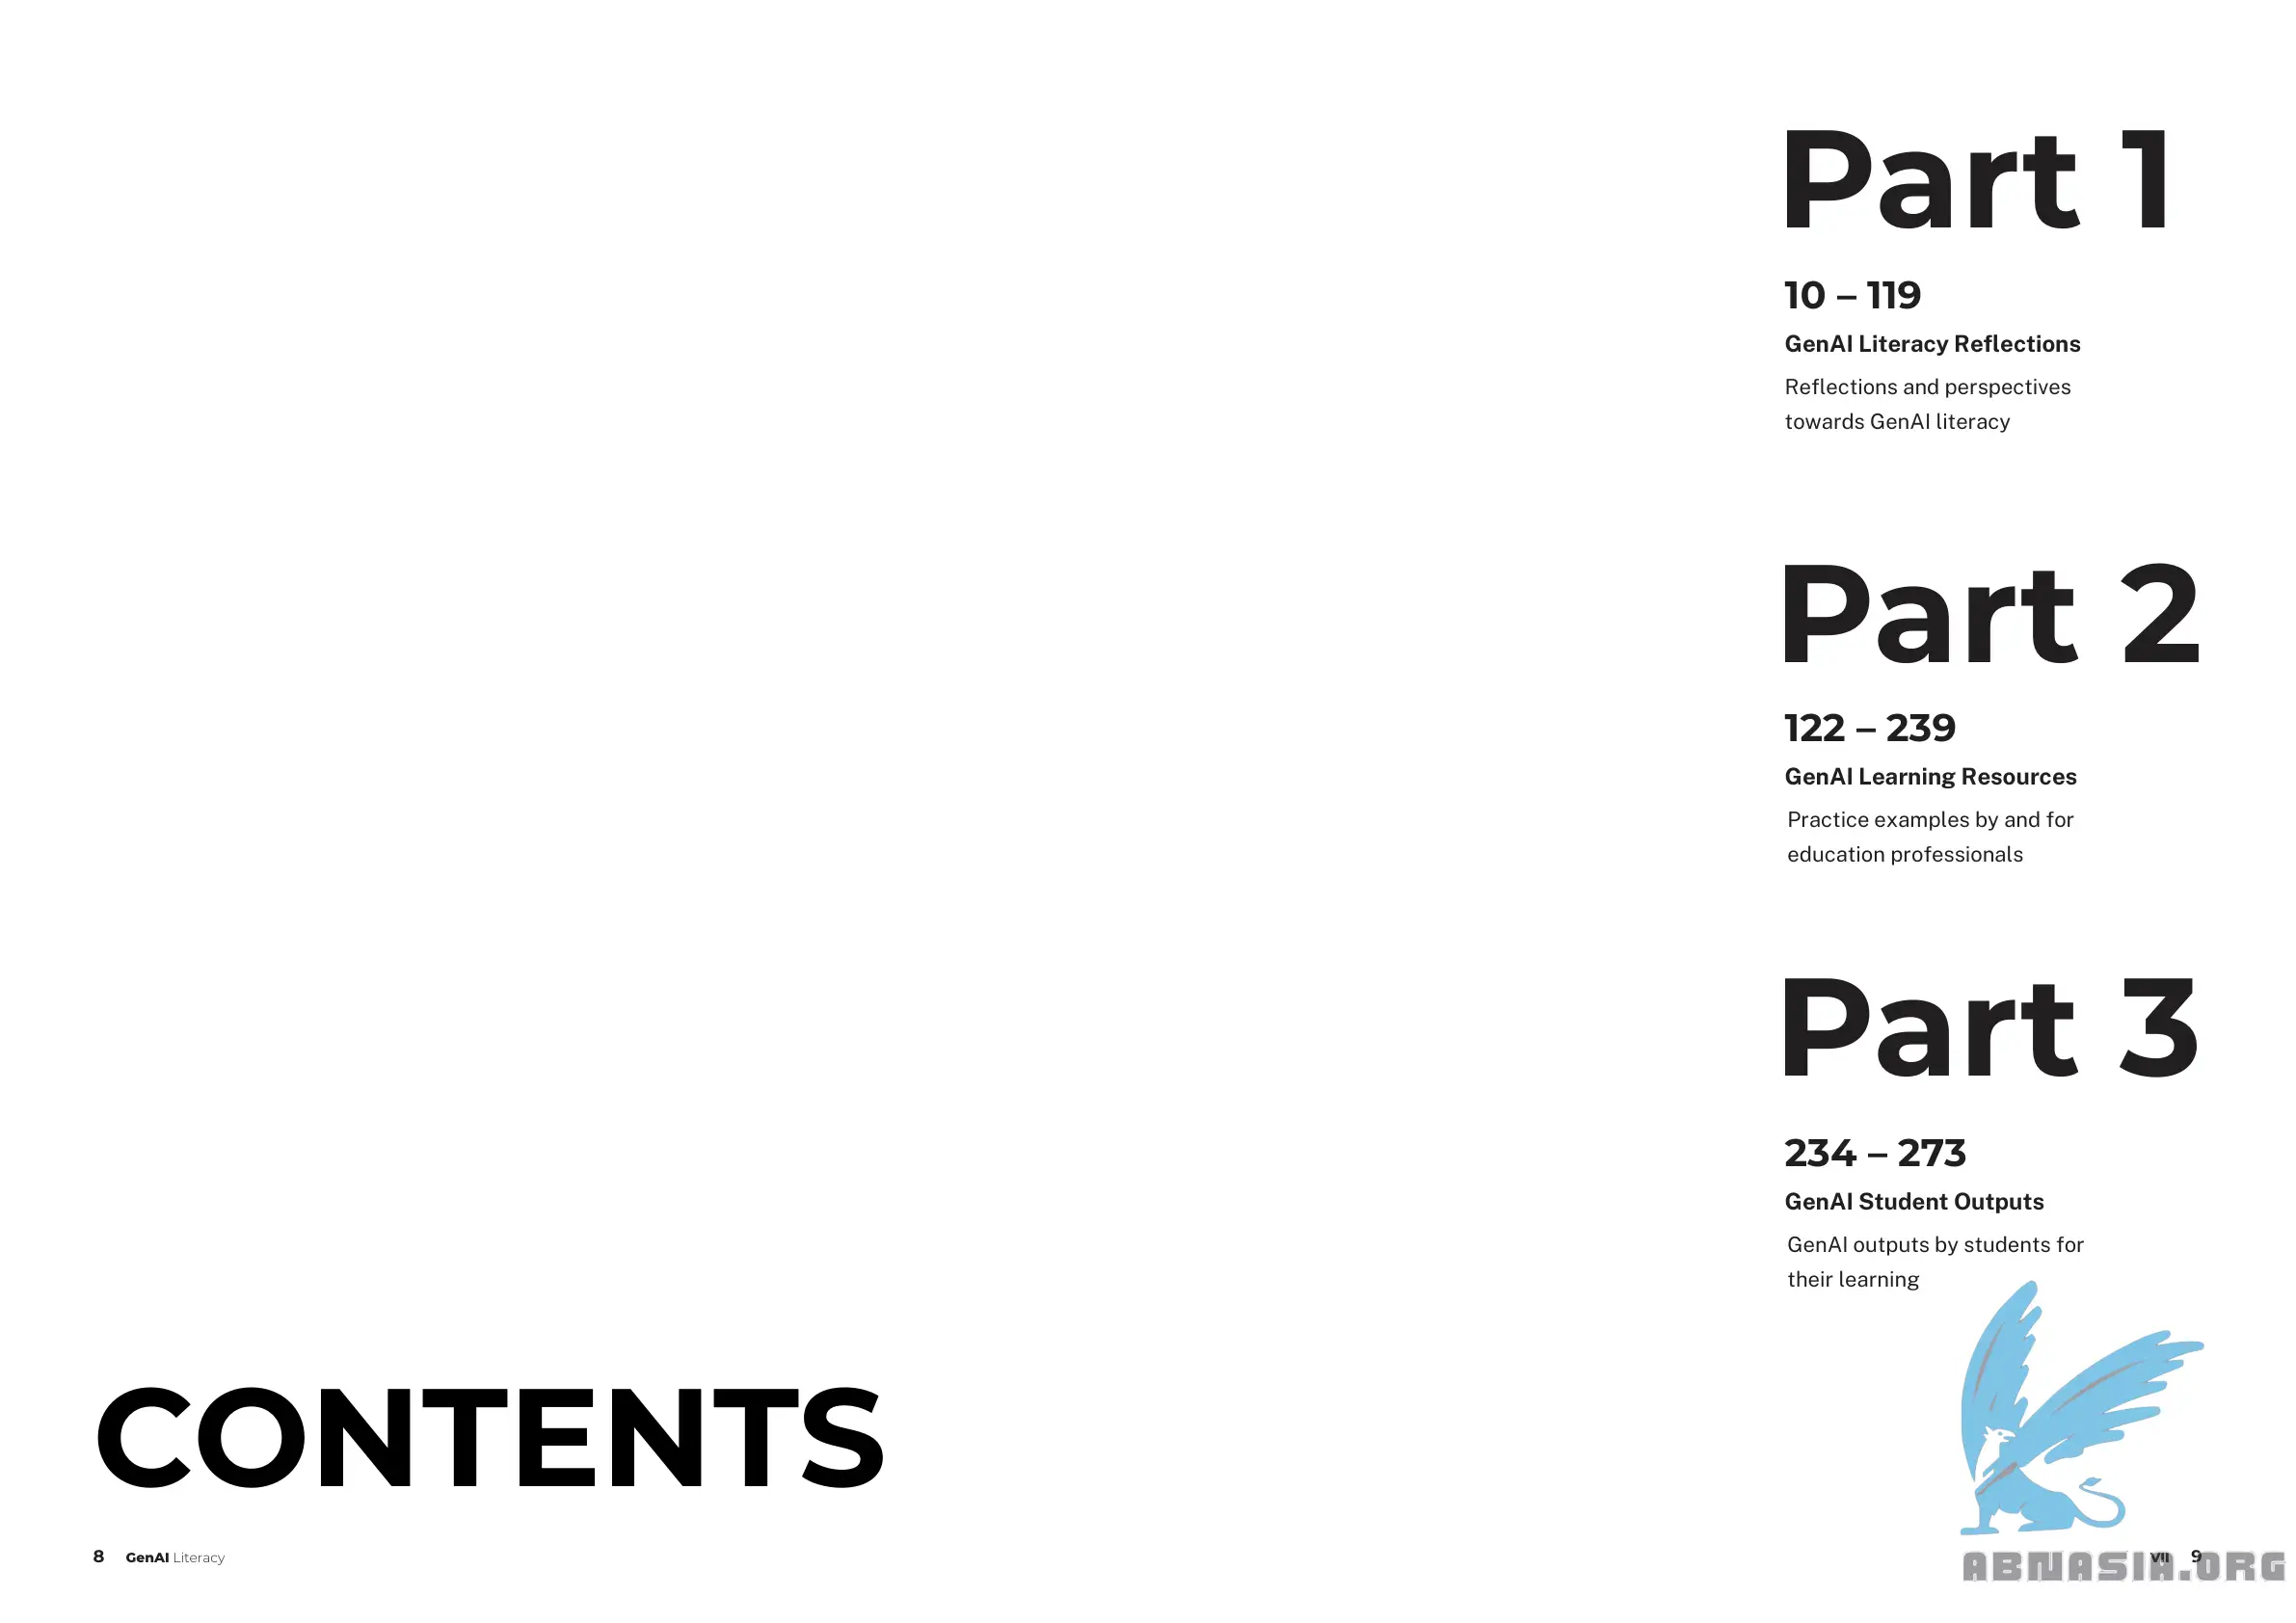 CONTENTS
8 GenAI Literacy
Part 1
10 – 119
GenAI Literacy Reflections
Reflections and perspectives
towards GenAI literacy
Part 2
122 – 239
GenAI Learning Resources
Practice examples by and for
education professionals
Part 3
234 – 273
GenAI Student Outputs
GenAI outputs by students for
their learning
VII 9
ABNASIA.ORG